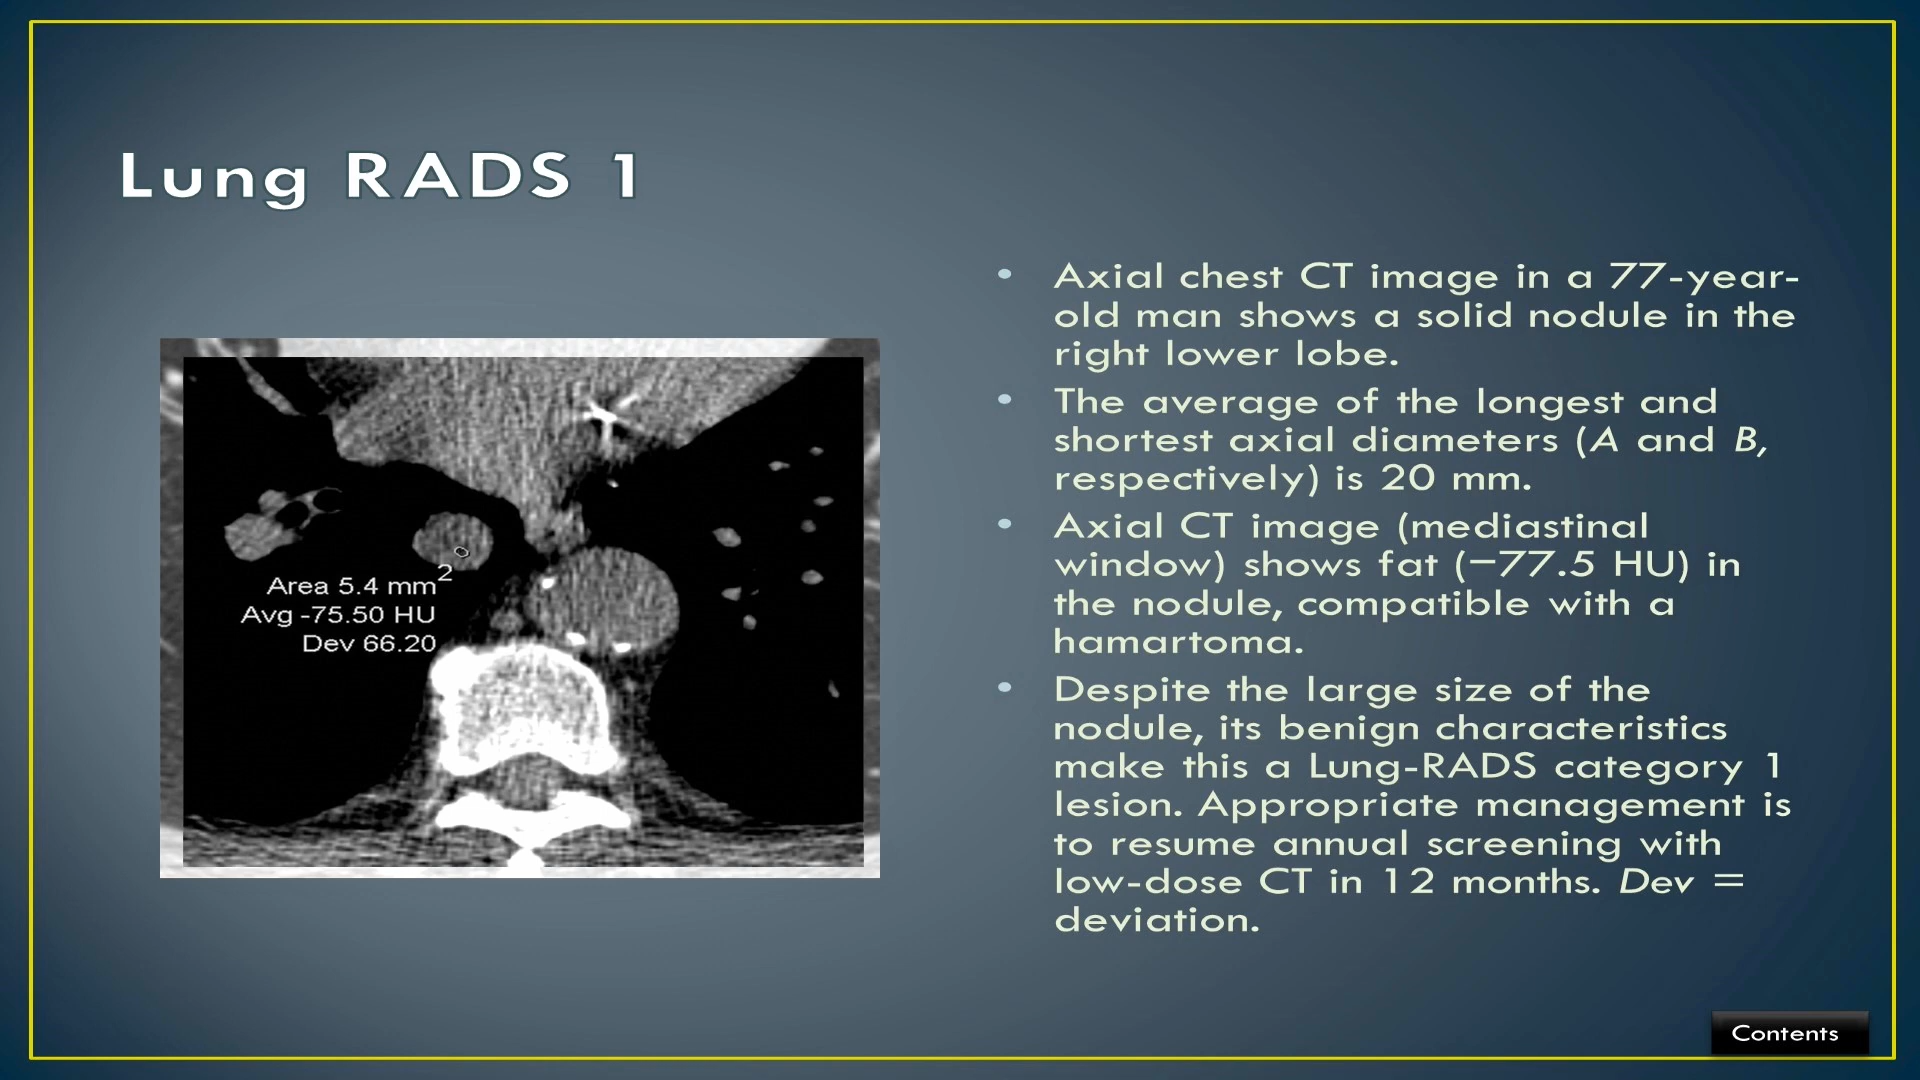 Lung RADS 1
• Axial chest CT image in a 77-year-
old man shows a solid nodule in the
right lower lobe.
• The average of the longest and
shortest axial diameters (A and B,
respectively) is 20 mm.
• Axial CT image (mediastinal
window) shows fat (−77.5 HU) in
the nodule, compatible with a
hamartoma.
• Despite the large size of the
nodule, its benign characteristics
make this a Lung-RADS category 1
lesion. Appropriate management is
to resume annual screening with
low-dose CT in 12 months. Dev =
deviation.
Area 5.4 mm²
Avg -75.50 HU
Dev 66.20
Contents